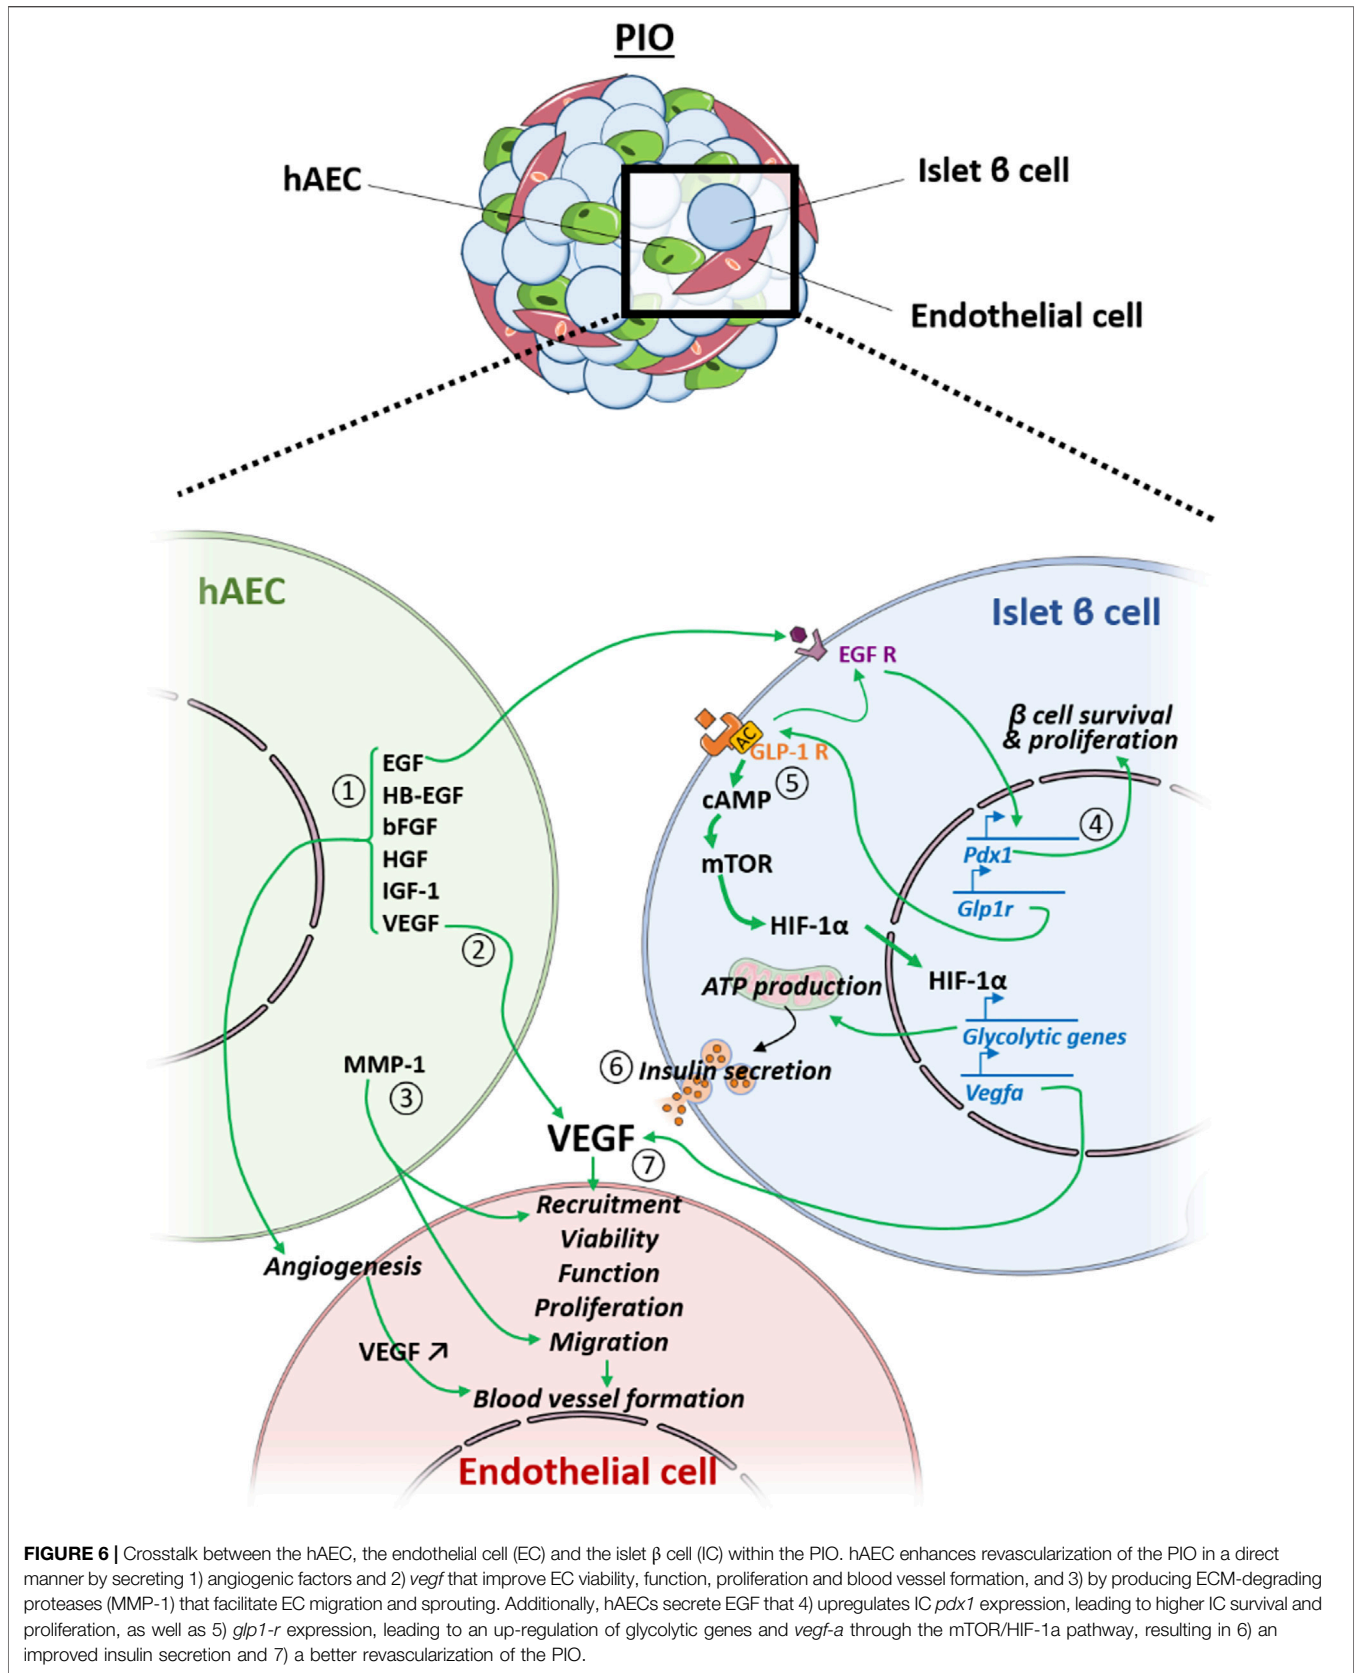 PIO
hAEC
Islet β cell
Endothelial cell
hAEC
Islet β cell
EGF R
β cell survival
& proliferation
AC
GLP-1 R
5
cAMP
mTOR
HIF-1α
1
EGF
HB-EGF
bFGF
HGF
IGF-1
VEGF
2
4
Pdx1
Glp1r
HIF-1α
ATP production
Glycolytic genes
6 Insulin secretion
Vegfa
MMP-1
3
VEGF
7
Recruitment
Viability
Function
Proliferation
Migration
Angiogenesis
VEGF ↗
Blood vessel formation
Endothelial cell
FIGURE 6 | Crosstalk between the hAEC, the endothelial cell (EC) and the islet β cell (IC) within the PIO. hAEC enhances revascularization of the PIO in a direct
manner by secreting 1) angiogenic factors and 2) vegf that improve EC viability, function, proliferation and blood vessel formation, and 3) by producing ECM-degrading
proteases (MMP-1) that facilitate EC migration and sprouting. Additionally, hAECs secrete EGF that 4) upregulates IC pdx1 expression, leading to higher IC survival and
proliferation, as well as 5) glp1-r expression, leading to an up-regulation of glycolytic genes and vegf-a through the mTOR/HIF-1a pathway, resulting in 6) an
improved insulin secretion and 7) a better revascularization of the PIO.